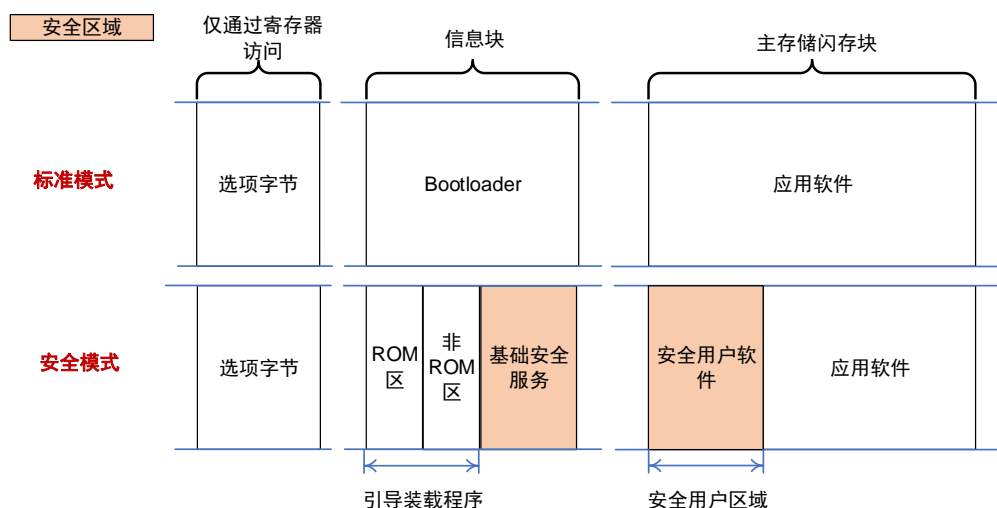 安全区域
仅通过寄存器
访问
信息块
主存储闪存块
标准模式
选项字节
Bootloader
应用软件
安全模式
选项字节
ROM
区
非
ROM
区
基础安全
服务
安全用户软
件
应用软件
引导装载程序
安全用户区域